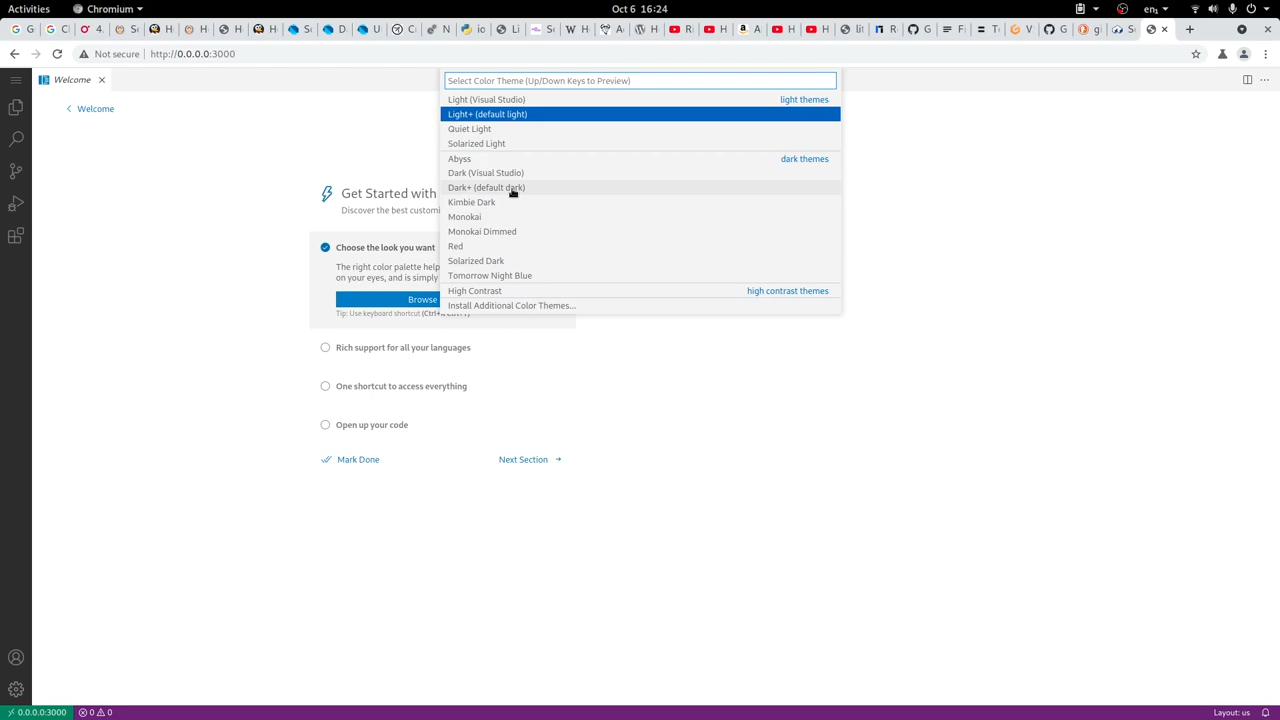 Activities
Chromium
Oct 6 16:24
en
Not secure
http://0.0.0.0:3000
Welcome
Welcome
Select Color Theme (Up/Down Keys to Preview)
Light (Visual Studio)
light themes
Light+ (default light)
Quiet Light
Solarized Light
Abyss
dark themes
Dark (Visual Studio)
Dark+ (default dark)
Kimbie Dark
Monokai
Monokai Dimmed
Red
Solarized Dark
Tomorrow Night Blue
High Contrast
high contrast themes
Install Additional Color Themes...
Get Started with
Discover the best customi
Choose the look you want
The right color palette help
on your eyes, and is simply
Browse
Tip: Use keyboard shortcut
Rich support for all your languages
One shortcut to access everything
Open up your code
Mark Done
Next Section
0.0.0.0:3000
0
0
Layout: us